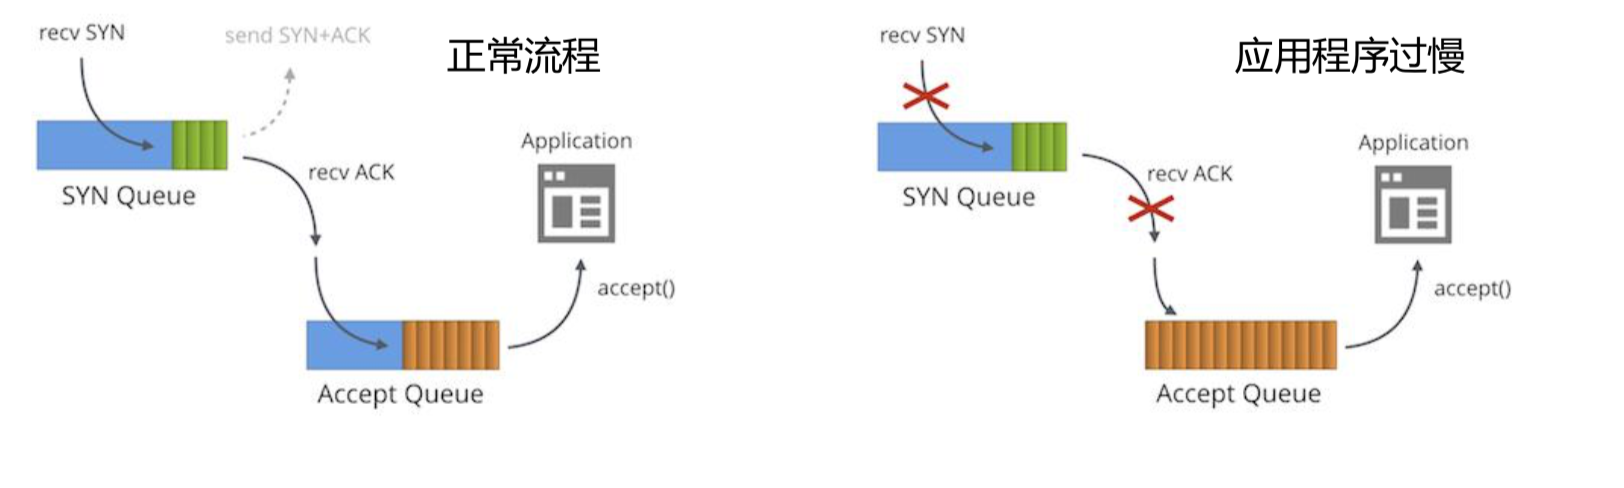 recv SYN
send SYN+ACK
正常流程
SYN Queue
recv ACK
Application
accept()
Accept Queue
recv SYN
应用程序过慢
SYN Queue
recv ACK
Application
accept()
Accept Queue